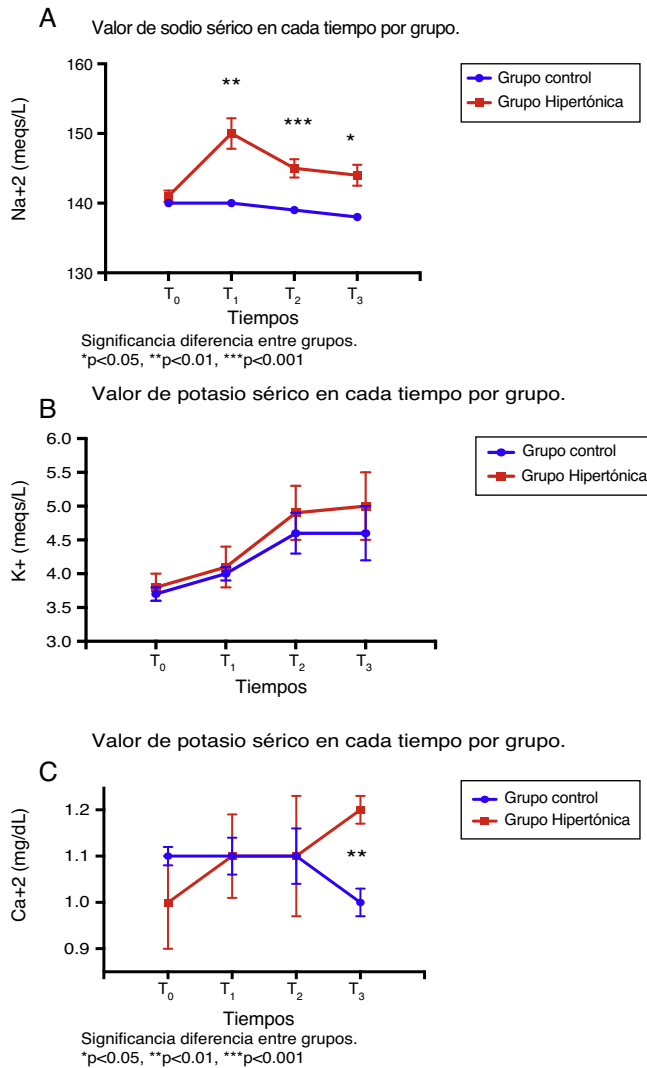 A
Valor de sodio sérico en cada tiempo por grupo.
160
150
140
130
Na+2 (meqs/L)
T0
T1
T2
T3
Tiempos
**
***
*
Grupo control
Grupo Hipertónica
Significancia diferencia entre grupos.
*p<0.05, **p<0.01, ***p<0.001
B
Valor de potasio sérico en cada tiempo por grupo.
6.0
5.5
5.0
4.5
4.0
3.5
3.0
K+ (meqs/L)
T0
T1
T2
T3
Tiempos
Grupo control
Grupo Hipertónica
Valor de potasio sérico en cada tiempo por grupo.
C
1.2
1.1
1.0
0.9
Ca+2 (mg/dL)
T0
T1
T2
T3
Tiempos
**
Grupo control
Grupo Hipertónica
Significancia diferencia entre grupos.
*p<0.05, **p<0.01, ***p<0.001